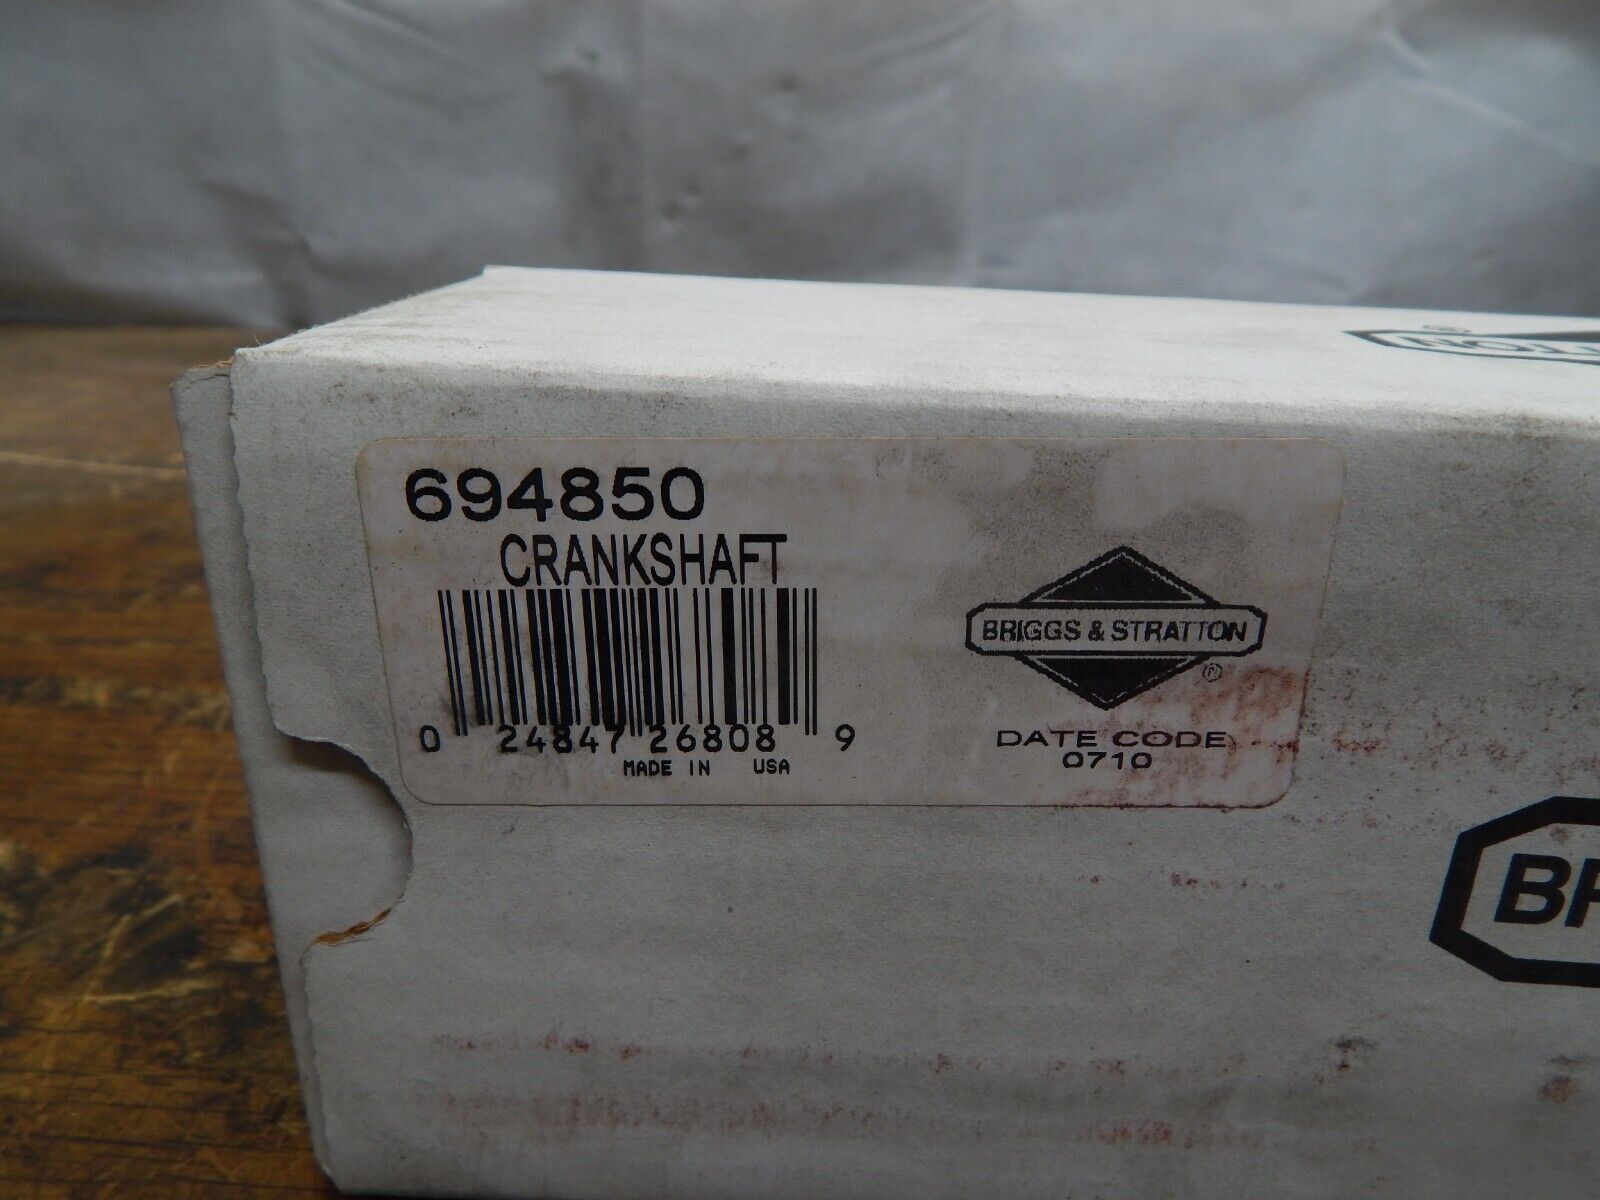 694850
CRANKSHAFT
0 24847 26808 9
MADE IN USA
BRIGGS & STRATTON
®
DATE CODE
0710